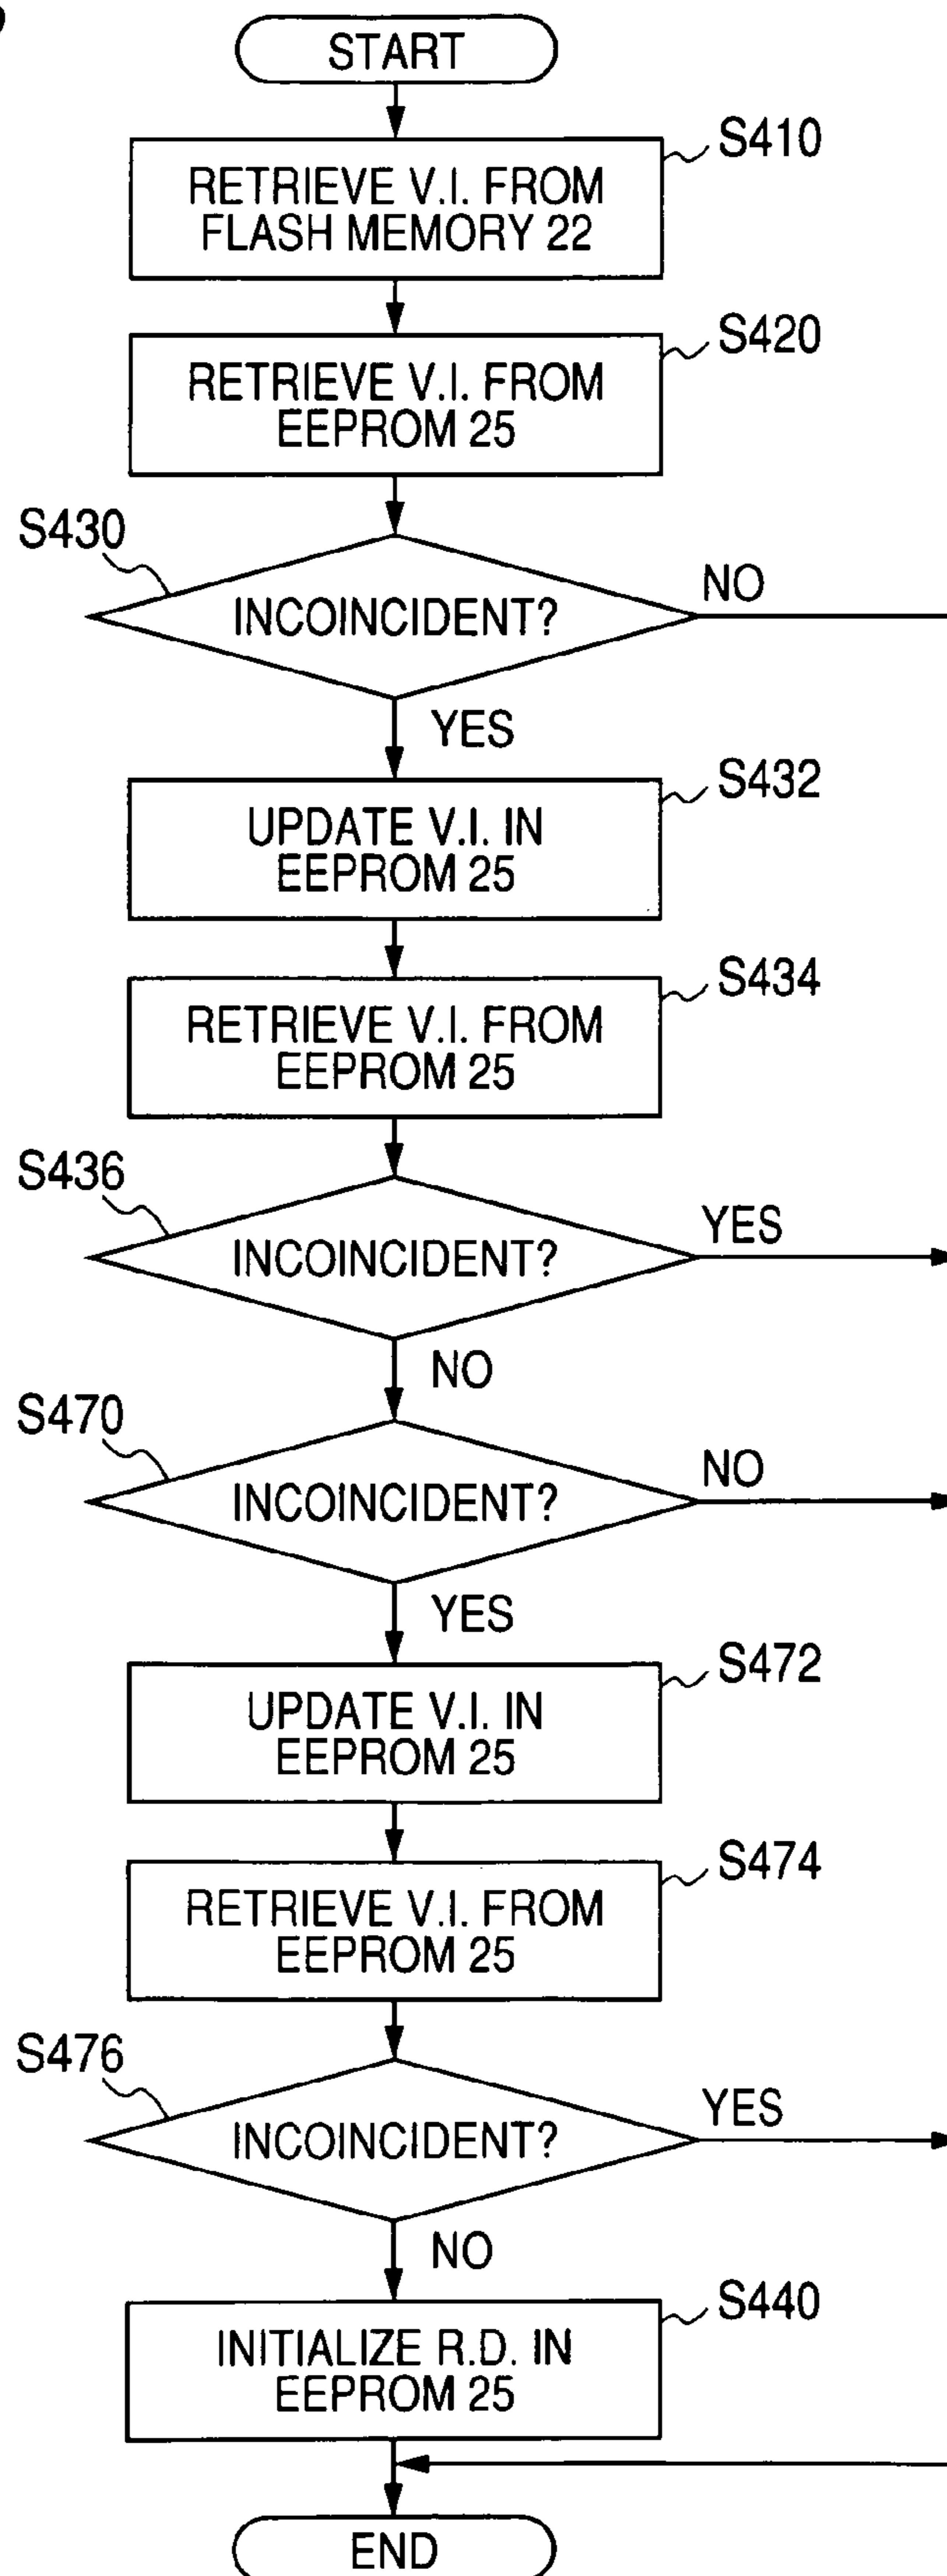 START
S410
RETRIEVE V.I. FROM
FLASH MEMORY 22
S420
RETRIEVE V.I. FROM
EEPROM 25
S430
INCOINCIDENT?
NO
YES
S432
UPDATE V.I. IN
EEPROM 25
S434
RETRIEVE V.I. FROM
EEPROM 25
S436
INCOINCIDENT?
YES
NO
S470
INCOINCIDENT?
NO
YES
S472
UPDATE V.I. IN
EEPROM 25
S474
RETRIEVE V.I. FROM
EEPROM 25
S476
INCOINCIDENT?
YES
NO
S440
INITIALIZE R.D. IN
EEPROM 25
END